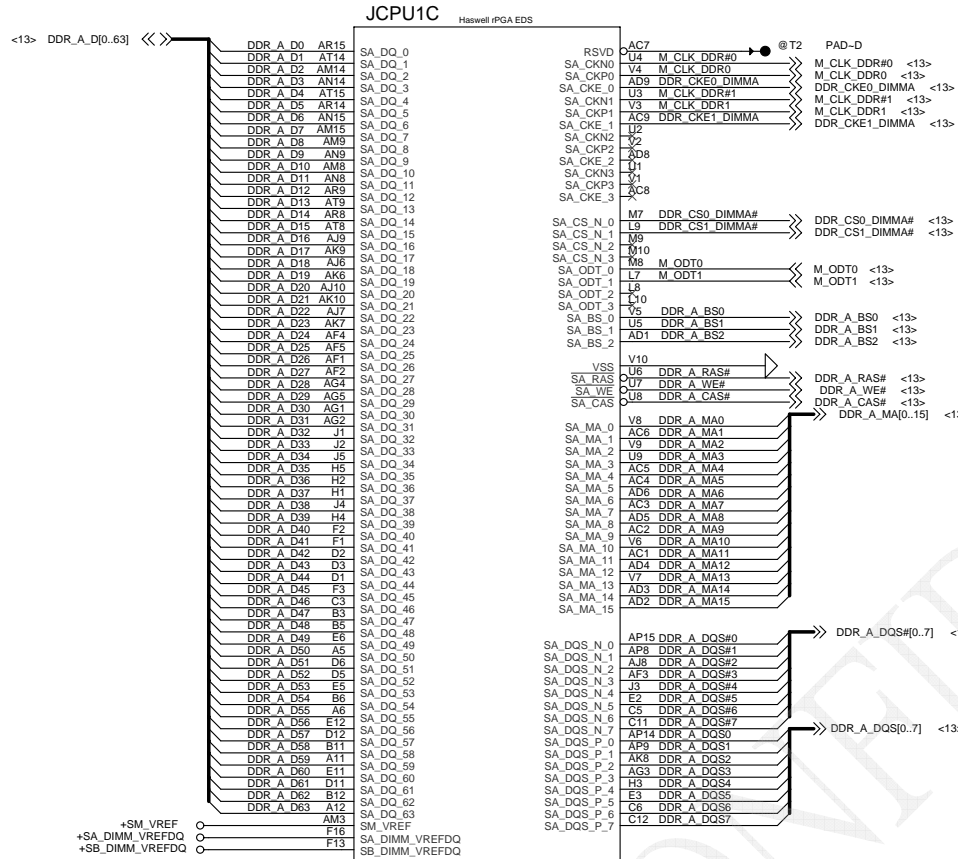 JCPU1C
Haswell rPGA EDS
<13> DDR_A_D[0..63]
DDR_A_D0 AR15 SA_DQ_0
DDR_A_D1 AT14 SA_DQ_1
DDR_A_D2 AM14 SA_DQ_2
DDR_A_D3 AN14 SA_DQ_3
DDR_A_D4 AT15 SA_DQ_4
DDR_A_D5 AR14 SA_DQ_5
DDR_A_D6 AN15 SA_DQ_6
DDR_A_D7 AM15 SA_DQ_7
DDR_A_D8 AM9 SA_DQ_8
DDR_A_D9 AN9 SA_DQ_9
DDR_A_D10 AM8 SA_DQ_10
DDR_A_D11 AN8 SA_DQ_11
DDR_A_D12 AR9 SA_DQ_12
DDR_A_D13 AT9 SA_DQ_13
DDR_A_D14 AR8 SA_DQ_14
DDR_A_D15 AT8 SA_DQ_15
DDR_A_D16 AJ9 SA_DQ_16
DDR_A_D17 AK9 SA_DQ_17
DDR_A_D18 AJ6 SA_DQ_18
DDR_A_D19 AK6 SA_DQ_19
DDR_A_D20 AJ10 SA_DQ_20
DDR_A_D21 AK10 SA_DQ_21
DDR_A_D22 AJ7 SA_DQ_22
DDR_A_D23 AK7 SA_DQ_23
DDR_A_D24 AF4 SA_DQ_24
DDR_A_D25 AF5 SA_DQ_25
DDR_A_D26 AF1 SA_DQ_26
DDR_A_D27 AF2 SA_DQ_27
DDR_A_D28 AG4 SA_DQ_28
DDR_A_D29 AG5 SA_DQ_29
DDR_A_D30 AG1 SA_DQ_30
DDR_A_D31 AG2 SA_DQ_31
DDR_A_D32 J1 SA_DQ_32
DDR_A_D33 J2 SA_DQ_33
DDR_A_D34 J5 SA_DQ_34
DDR_A_D35 H5 SA_DQ_35
DDR_A_D36 H2 SA_DQ_36
DDR_A_D37 H1 SA_DQ_37
DDR_A_D38 J4 SA_DQ_38
DDR_A_D39 H4 SA_DQ_39
DDR_A_D40 F2 SA_DQ_40
DDR_A_D41 F1 SA_DQ_41
DDR_A_D42 D2 SA_DQ_42
DDR_A_D43 D3 SA_DQ_43
DDR_A_D44 D1 SA_DQ_44
DDR_A_D45 F3 SA_DQ_45
DDR_A_D46 C3 SA_DQ_46
DDR_A_D47 B3 SA_DQ_47
DDR_A_D48 B5 SA_DQ_48
DDR_A_D49 E6 SA_DQ_49
DDR_A_D50 A5 SA_DQ_50
DDR_A_D51 D6 SA_DQ_51
DDR_A_D52 D5 SA_DQ_52
DDR_A_D53 E5 SA_DQ_53
DDR_A_D54 B6 SA_DQ_54
DDR_A_D55 A6 SA_DQ_55
DDR_A_D56 E12 SA_DQ_56
DDR_A_D57 D12 SA_DQ_57
DDR_A_D58 B11 SA_DQ_58
DDR_A_D59 A11 SA_DQ_59
DDR_A_D60 E11 SA_DQ_60
DDR_A_D61 D11 SA_DQ_61
DDR_A_D62 B12 SA_DQ_62
DDR_A_D63 A12 SA_DQ_63
+SM_VREF AM3 SM_VREF
+SA_DIMM_VREFDQ F16 SA_DIMM_VREFDQ
+SB_DIMM_VREFDQ F13 SB_DIMM_VREFDQ
RSVD AC7 @T2 PAD~D
SA_CKN0 U4 M_CLK_DDR#0 M_CLK_DDR#0 <13>
SA_CKP0 V4 M_CLK_DDR0 M_CLK_DDR0 <13>
SA_CKE_0 AD9 DDR_CKE0_DIMMA DDR_CKE0_DIMMA <13>
SA_CKN1 U3 M_CLK_DDR#1 M_CLK_DDR#1 <13>
SA_CKP1 V3 M_CLK_DDR1 M_CLK_DDR1 <13>
SA_CKE_1 AC9 DDR_CKE1_DIMMA DDR_CKE1_DIMMA <13>
SA_CKN2 U2
SA_CKP2 V2
SA_CKE_2 AD8
SA_CKN3 U1
SA_CKP3 V1
SA_CKE_3 AC8
SA_CS_N_0 M7 DDR_CS0_DIMMA# DDR_CS0_DIMMA# <13>
SA_CS_N_1 L9 DDR_CS1_DIMMA# DDR_CS1_DIMMA# <13>
SA_CS_N_2 M9
SA_CS_N_3 M10
SA_ODT_0 M8 M_ODT0 M_ODT0 <13>
SA_ODT_1 L7 M_ODT1 M_ODT1 <13>
SA_ODT_2 L8
SA_ODT_3 L10
SA_BS_0 V5 DDR_A_BS0 DDR_A_BS0 <13>
SA_BS_1 U5 DDR_A_BS1 DDR_A_BS1 <13>
SA_BS_2 AD1 DDR_A_BS2 DDR_A_BS2 <13>
VSS V10
SA_RAS U6 DDR_A_RAS# DDR_A_RAS# <13>
SA_WE U7 DDR_A_WE# DDR_A_WE# <13>
SA_CAS U8 DDR_A_CAS# DDR_A_CAS# <13>
DDR_A_MA[0..15] <13
SA_MA_0 V8 DDR_A_MA0
SA_MA_1 AC6 DDR_A_MA1
SA_MA_2 V9 DDR_A_MA2
SA_MA_3 U9 DDR_A_MA3
SA_MA_4 AC5 DDR_A_MA4
SA_MA_5 AC4 DDR_A_MA5
SA_MA_6 AD6 DDR_A_MA6
SA_MA_7 AC3 DDR_A_MA7
SA_MA_8 AD5 DDR_A_MA8
SA_MA_9 AC2 DDR_A_MA9
SA_MA_10 V6 DDR_A_MA10
SA_MA_11 AC1 DDR_A_MA11
SA_MA_12 AD4 DDR_A_MA12
SA_MA_13 V7 DDR_A_MA13
SA_MA_14 AD3 DDR_A_MA14
SA_MA_15 AD2 DDR_A_MA15
DDR_A_DQS#[0..7] <1
SA_DQS_N_0 AP15 DDR_A_DQS#0
SA_DQS_N_1 AP8 DDR_A_DQS#1
SA_DQS_N_2 AJ8 DDR_A_DQS#2
SA_DQS_N_3 AF3 DDR_A_DQS#3
SA_DQS_N_4 J3 DDR_A_DQS#4
SA_DQS_N_5 E2 DDR_A_DQS#5
SA_DQS_N_6 C5 DDR_A_DQS#6
SA_DQS_N_7 C11 DDR_A_DQS#7
DDR_A_DQS[0..7] <13>
SA_DQS_P_0 AP14 DDR_A_DQS0
SA_DQS_P_1 AP9 DDR_A_DQS1
SA_DQS_P_2 AK8 DDR_A_DQS2
SA_DQS_P_3 AG3 DDR_A_DQS3
SA_DQS_P_4 H3 DDR_A_DQS4
SA_DQS_P_5 E3 DDR_A_DQS5
SA_DQS_P_6 C6 DDR_A_DQS6
SA_DQS_P_7 C12 DDR_A_DQS7